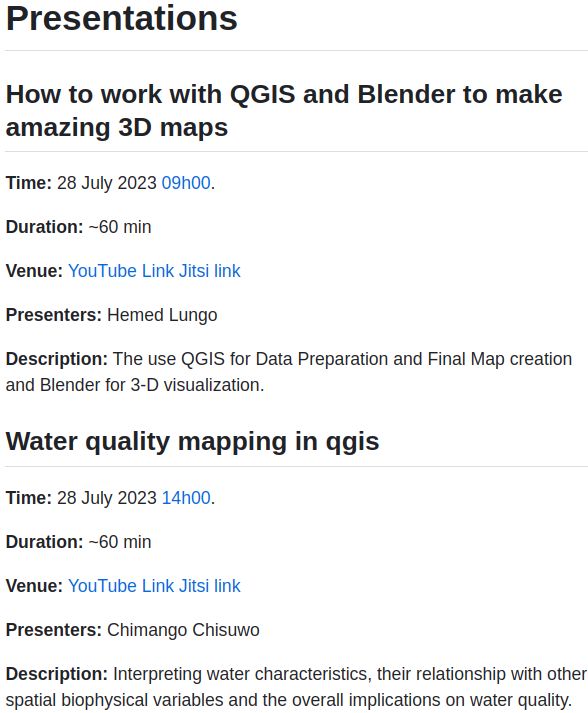 Presentations
How to work with QGIS and Blender to make
amazing 3D maps
Time: 28 July 2023 09h00.
Duration: ~60 min
Venue: YouTube Link Jitsi link
Presenters: Hemed Lungo
Description: The use QGIS for Data Preparation and Final Map creation
and Blender for 3-D visualization.
Water quality mapping in qgis
Time: 28 July 2023 14h00.
Duration: ~60 min
Venue: YouTube Link Jitsi link
Presenters: Chimango Chisuwo
Description: Interpreting water characteristics, their relationship with other
spatial biophysical variables and the overall implications on water quality.